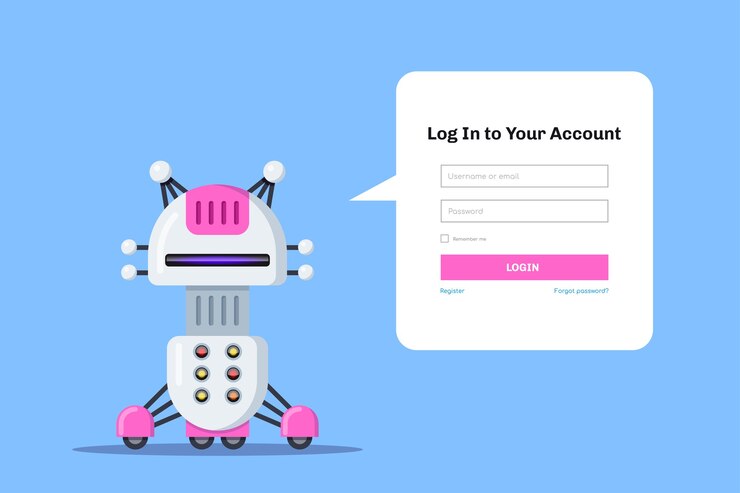 Log In to Your Account
Username or email
Password
Remember me
LOGIN
Register Forgot password?